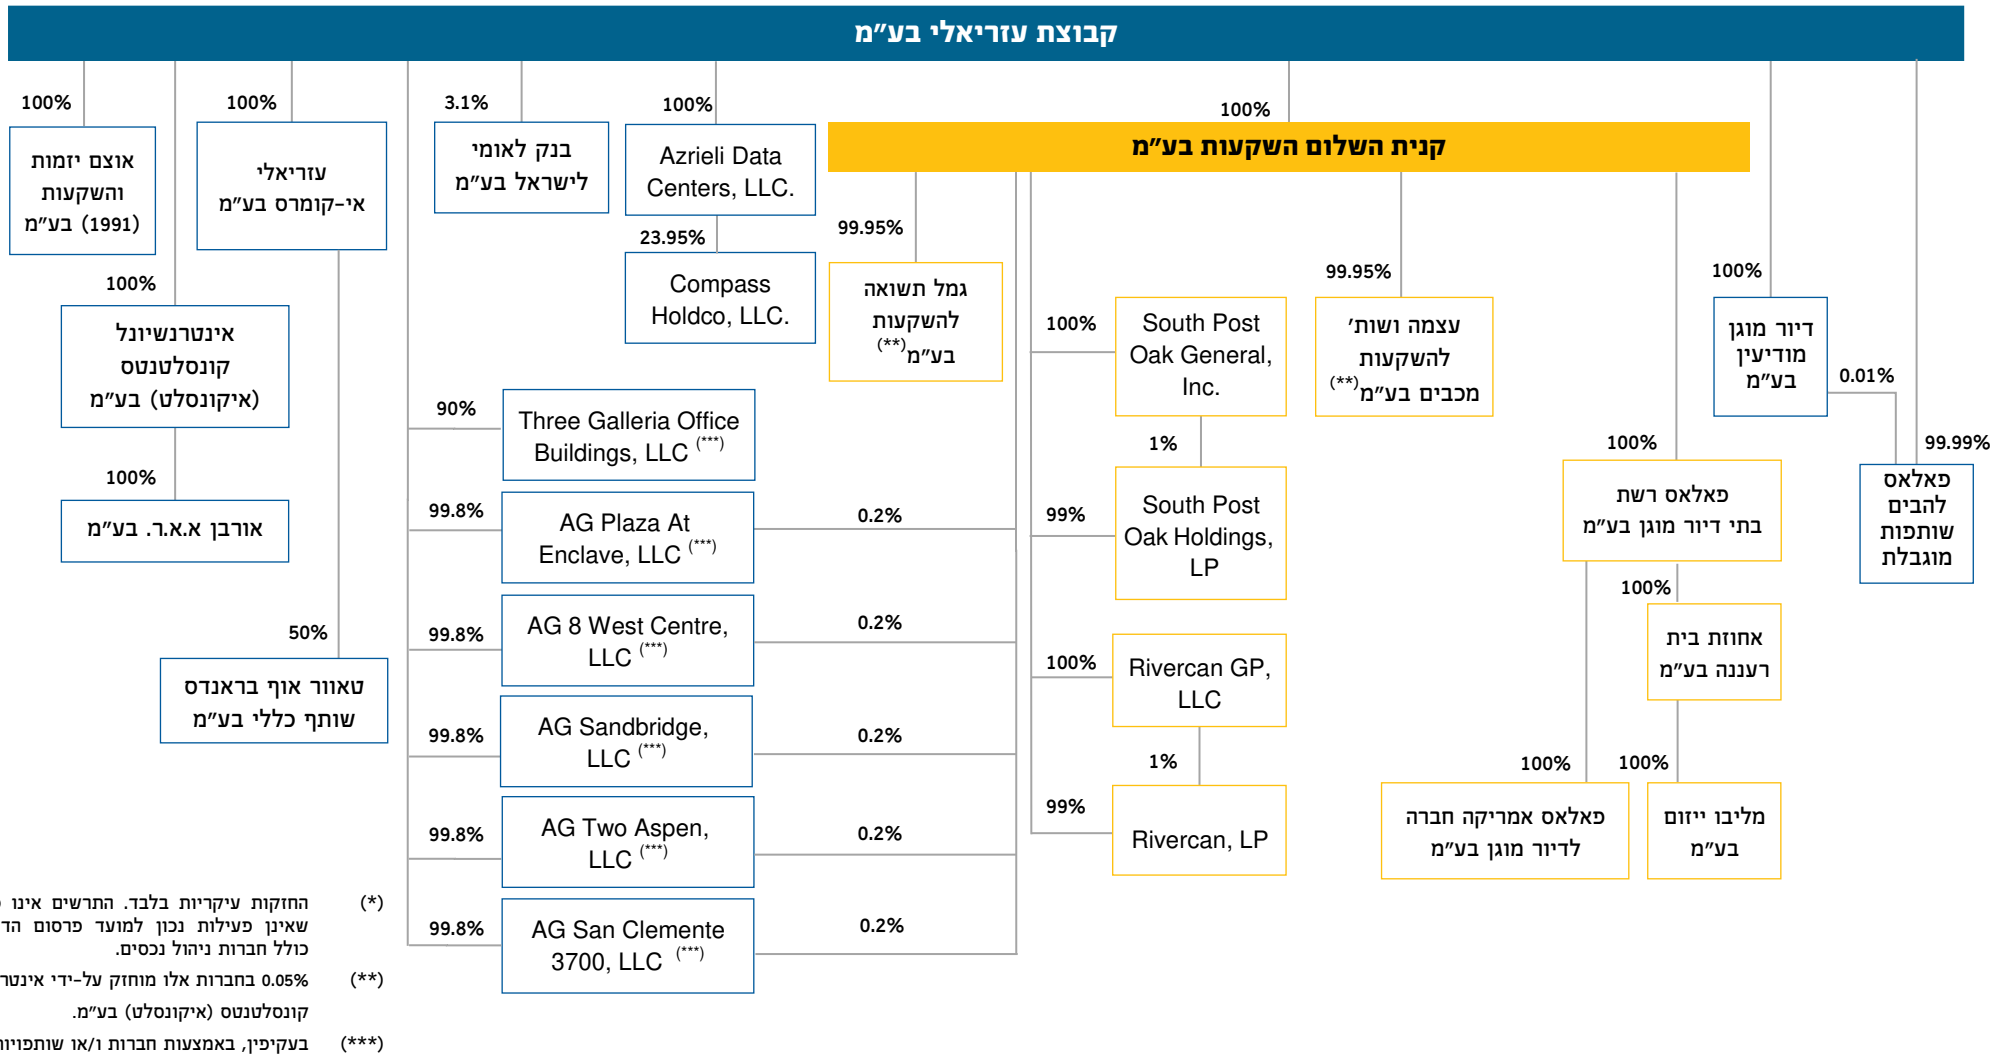 קבוצת עזריאלי בע"מ
100%
אוצם יזמות
והשקעות
(1991) בע"מ
100%
אינטרנשיונל
קונסלטנטס
(איקונסלט) בע"מ
100%
אורבן א.א.ר. בע"מ
100%
עזריאלי
אי-קומרס בע"מ
50%
טאוור אוף בראנדס
שותף כללי בע"מ
3.1%
בנק לאומי
לישראל בע"מ
100%
Azrieli Data
Centers, LLC.
23.95%
Compass
Holdco, LLC.
90%
Three Galleria Office
Buildings, LLC (***)
99.8%
AG Plaza At
Enclave, LLC (***)
0.2%
99.8%
AG 8 West Centre,
LLC (***)
0.2%
99.8%
AG Sandbridge,
LLC (***)
0.2%
99.8%
AG Two Aspen,
LLC (***)
0.2%
99.8%
AG San Clemente
3700, LLC (***)
0.2%
100%
קנית השלום השקעות בע"מ
99.95%
גמל תשואה
להשקעות
בע"מ(**)
100%
South Post
Oak General,
Inc.
1%
99%
South Post
Oak Holdings,
LP
100%
Rivercan GP,
LLC
1%
99%
Rivercan, LP
99.95%
עצמה ושות'
להשקעות
מכבים בע"מ(**)
100%
פאלאס רשת
בתי דיור מוגן בע"מ
100%
אחוזת בית
רעננה בע"מ
100%
מליבו ייזום
בע"מ
100%
פאלאס אמריקה חברה
לדיור מוגן בע"מ
100%
דיור מוגן
מודיעין
בע"מ
0.01%
99.99%
פאלאס
להבים
שותפות
מוגבלת
(*) החזקות עיקריות בלבד. התרשים אינו
שאינן פעילות נכון למועד פרסום הד
כולל חברות ניהול נכסים.
(**) 0.05% בחברות אלו מוחזק על-ידי אינטר
קונסלטנטס (איקונסלט) בע"מ.
(***) בעקיפין, באמצעות חברות ו/או שותפויו